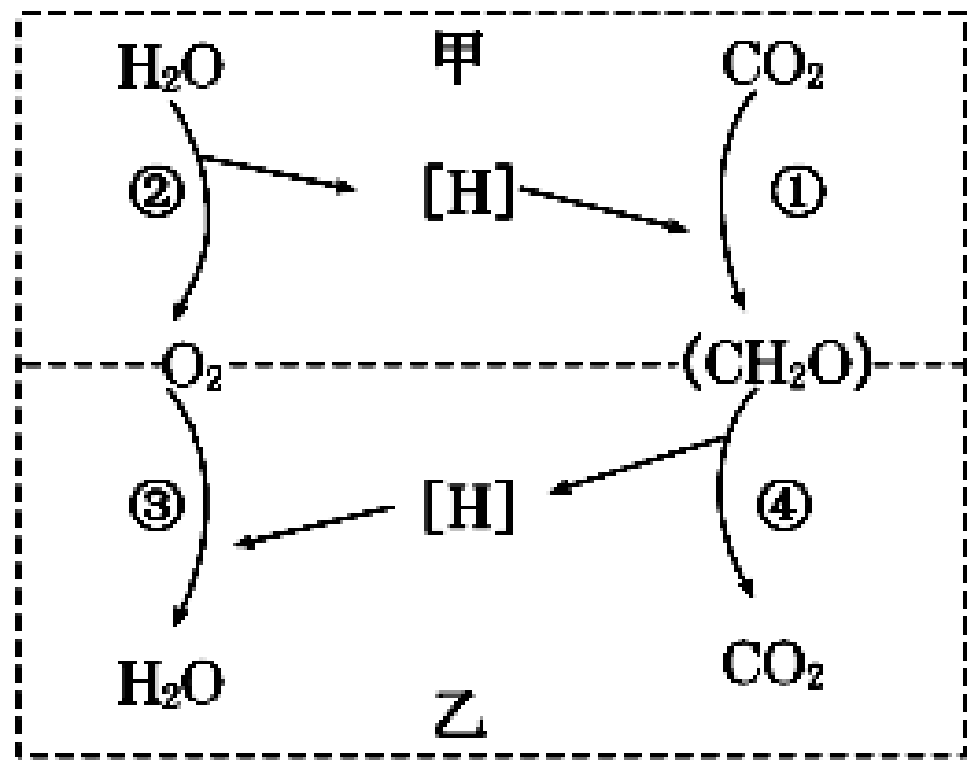 H₂O 甲 CO₂
② [H] ①
O₂ (CH₂O)
③ [H] ④
H₂O 乙 CO₂